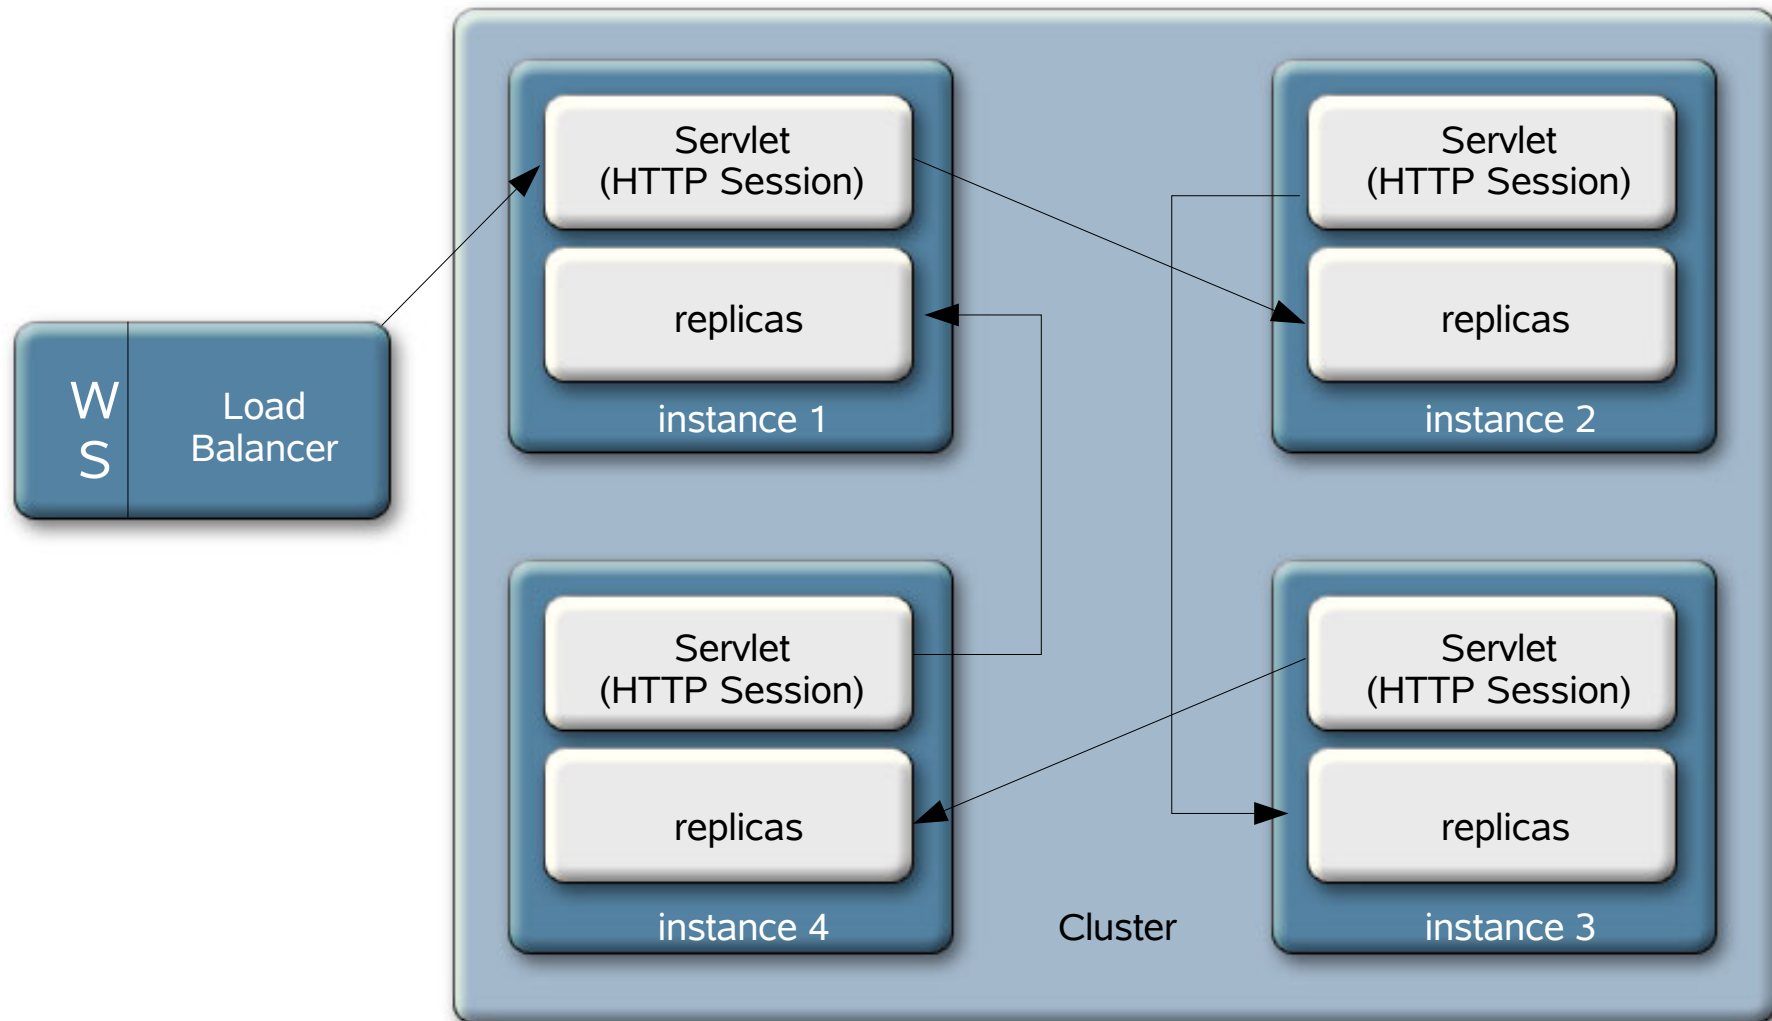 W
S
Load
Balancer
Servlet
(HTTP Session)
replicas
instance 1
Servlet
(HTTP Session)
replicas
instance 2
Servlet
(HTTP Session)
replicas
instance 4
Cluster
Servlet
(HTTP Session)
replicas
instance 3